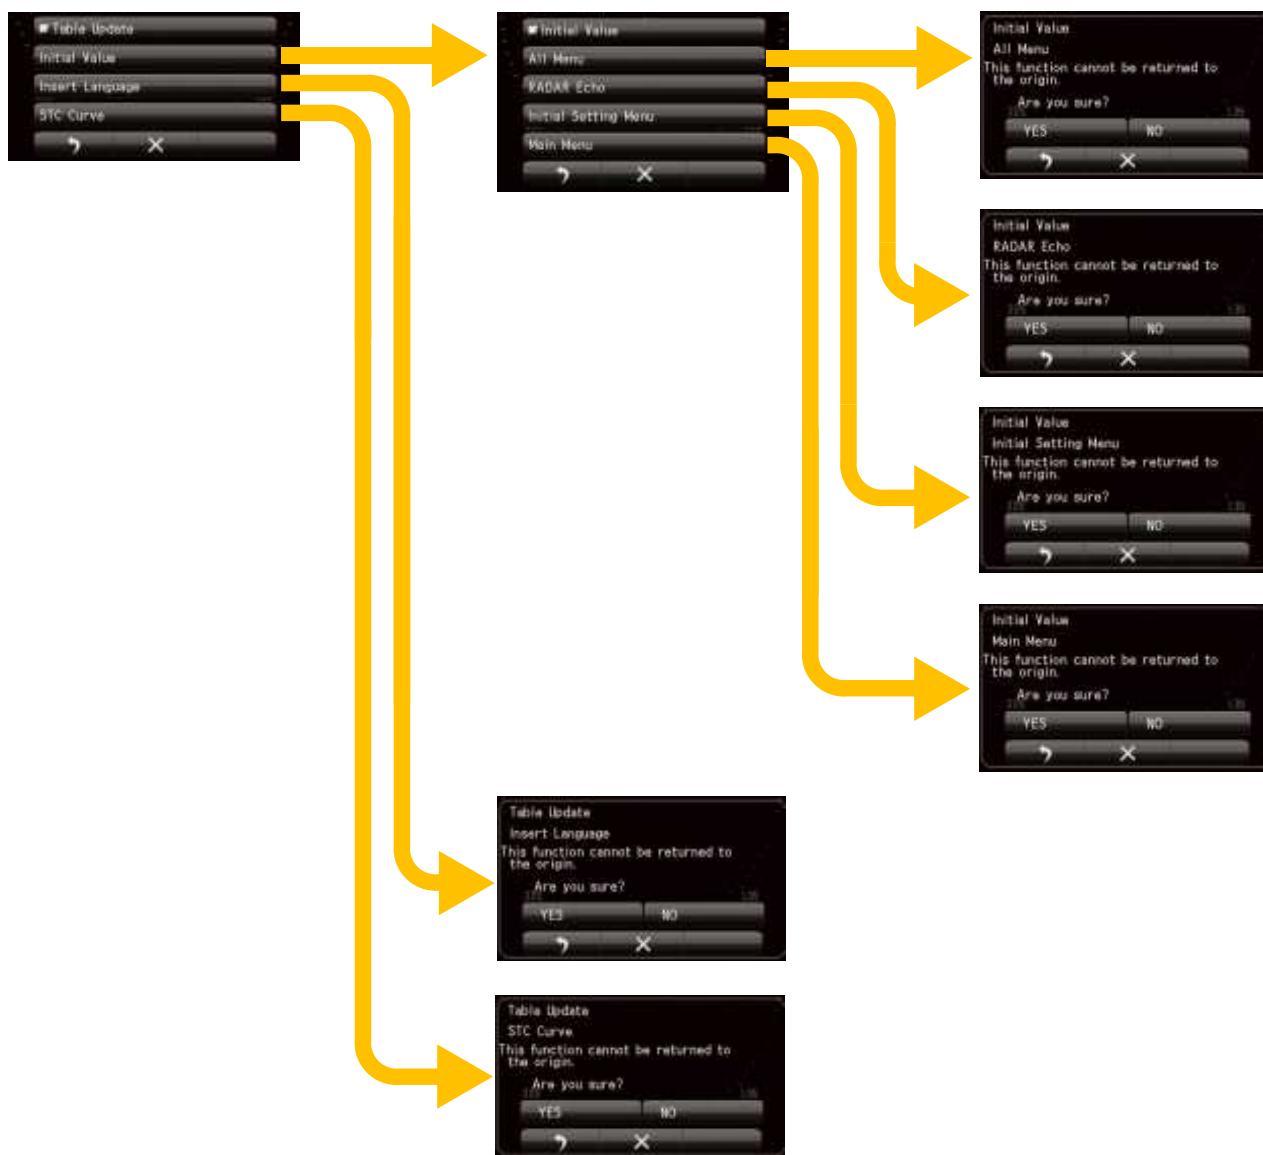 Table Update
Initial Value
Insert Language
STC Curve
Initial Value
All Menu
RADAR Echo
Initial Setting Menu
Main Menu
Initial Value
All Menu
This function cannot be returned to
the origin.
Are you sure?
YES NO
Initial Value
RADAR Echo
This function cannot be returned to
the origin.
Are you sure?
YES NO
Initial Value
Initial Setting Menu
This function cannot be returned to
the origin.
Are you sure?
YES NO
Initial Value
Main Menu
This function cannot be returned to
the origin.
Are you sure?
YES NO
Table Update
Insert Language
This function cannot be returned to
the origin.
Are you sure?
YES NO
Table Update
STC Curve
This function cannot be returned to
the origin.
Are you sure?
YES NO